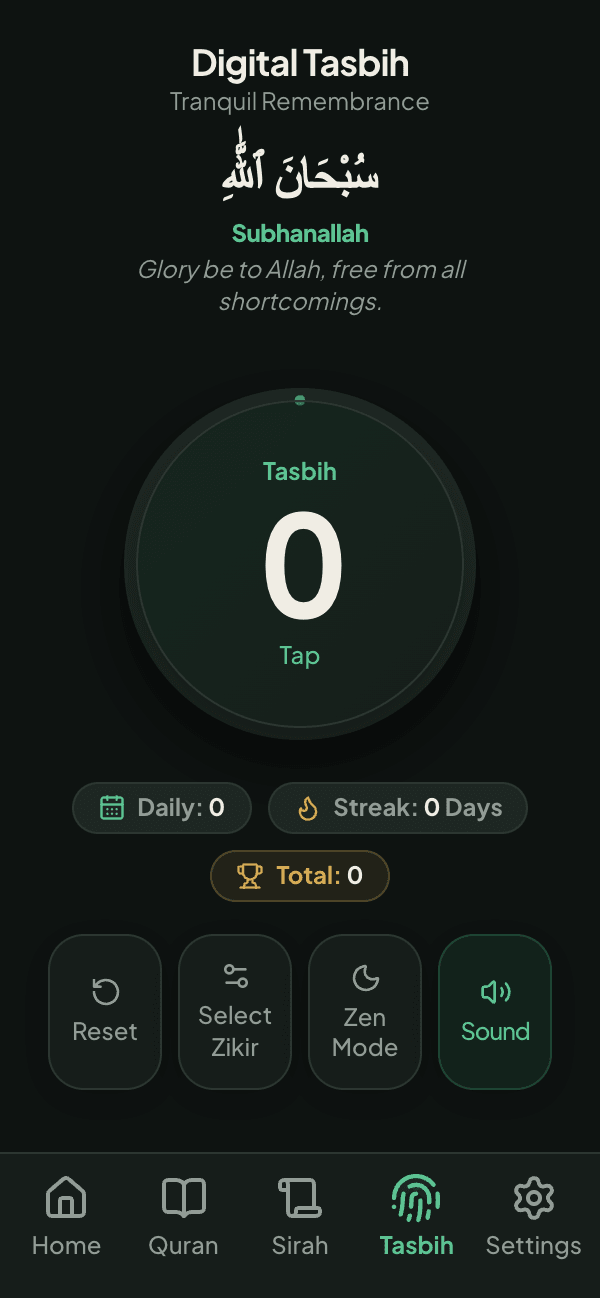 Digital Tasbih
Tranquil Remembrance
سُبْحَانَ ٱللَّٰهِ
Subhanallah
Glory be to Allah, free from all
shortcomings.
Tasbih
0
Tap
Daily: 0
Streak: 0 Days
Total: 0
Reset
Select
Zikir
Zen
Mode
Sound
Home
Quran
Sirah
Tasbih
Settings